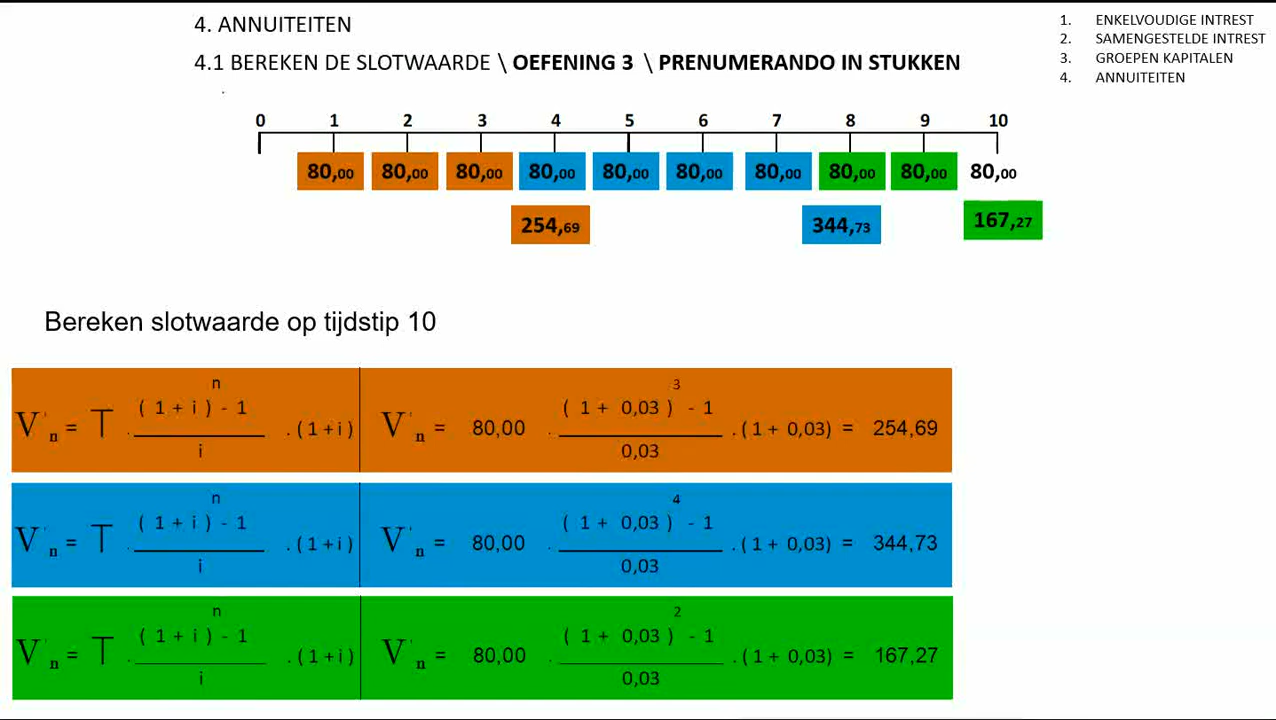 4. ANNUITEITEN
4.1 BEREKEN DE SLOTWAARDE \ OEFENING 3 \ PRENUMERANDO IN STUKKEN
1. ENKELVOUDIGE INTREST
2. SAMENGESTELDE INTREST
3. GROEPEN KAPITALEN
4. ANNUITEITEN
0 1 2 3 4 5 6 7 8 9 10
80,00 80,00 80,00 80,00 80,00 80,00 80,00 80,00 80,00 80,00
254,69 344,73 167,27
Bereken slotwaarde op tijdstip 10
V'n = T . (( 1 + i )^n - 1) / i . (1+i) V'n = 80,00 . (( 1 + 0,03 )^3 - 1) / 0,03 . (1 + 0,03) = 254,69
V'n = T . (( 1 + i )^n - 1) / i . (1+i) V'n = 80,00 . (( 1 + 0,03 )^4 - 1) / 0,03 . (1 + 0,03) = 344,73
V'n = T . (( 1 + i )^n - 1) / i . (1+i) V'n = 80,00 . (( 1 + 0,03 )^2 - 1) / 0,03 . (1 + 0,03) = 167,27